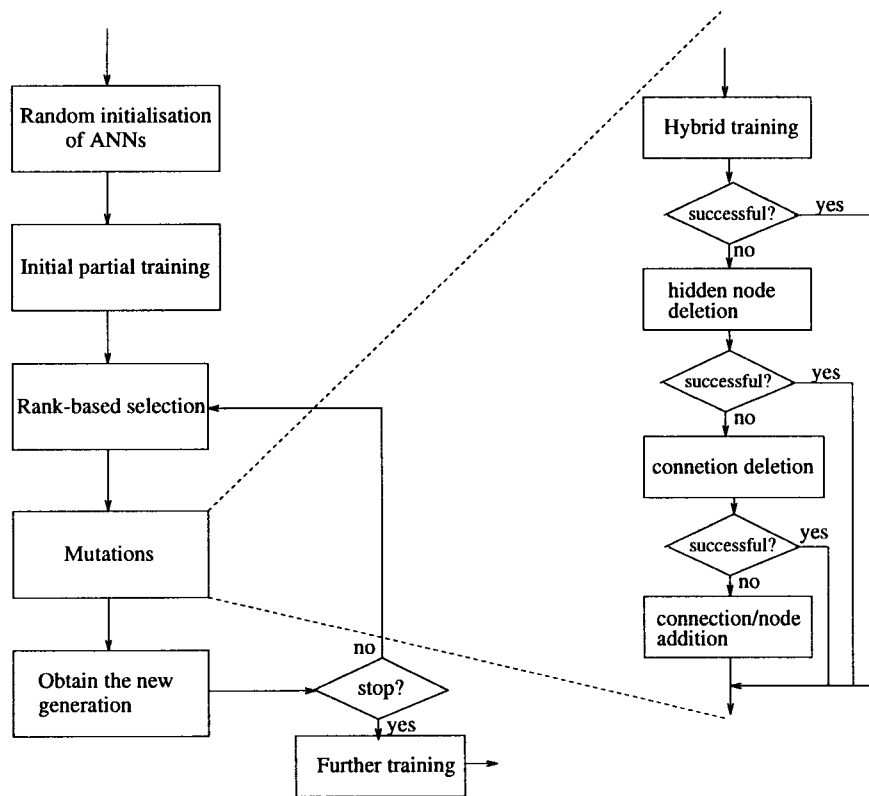 Random initialisation
of ANNs
Initial partial training
Rank-based selection
Mutations
Obtain the new
generation
no
stop?
yes
Further training
Hybrid training
successful?
yes
no
hidden node
deletion
successful?
yes
no
connetion deletion
successful?
yes
no
connection/node
addition